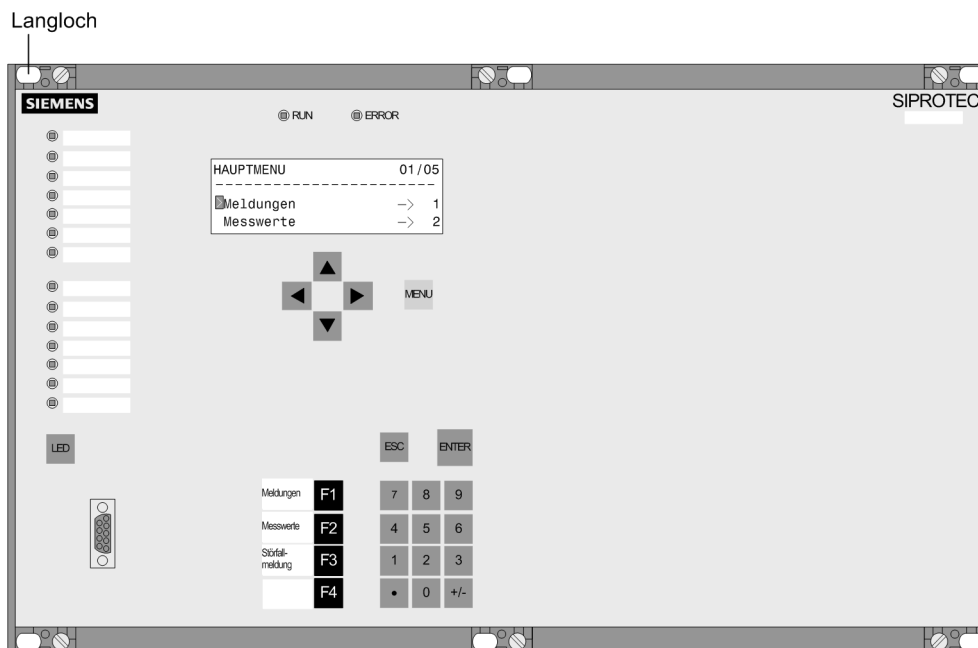 Langloch
SIEMENS
SIPROTEC
RUN
ERROR
HAUPTMENU 01/05
--------------------
Meldungen —> 1
Messwerte —> 2
MENU
LED
ESC
ENTER
Meldungen F1
7 8 9
Messwerte F2
4 5 6
Störfall-
meldung F3
1 2 3
F4
• 0 +/-